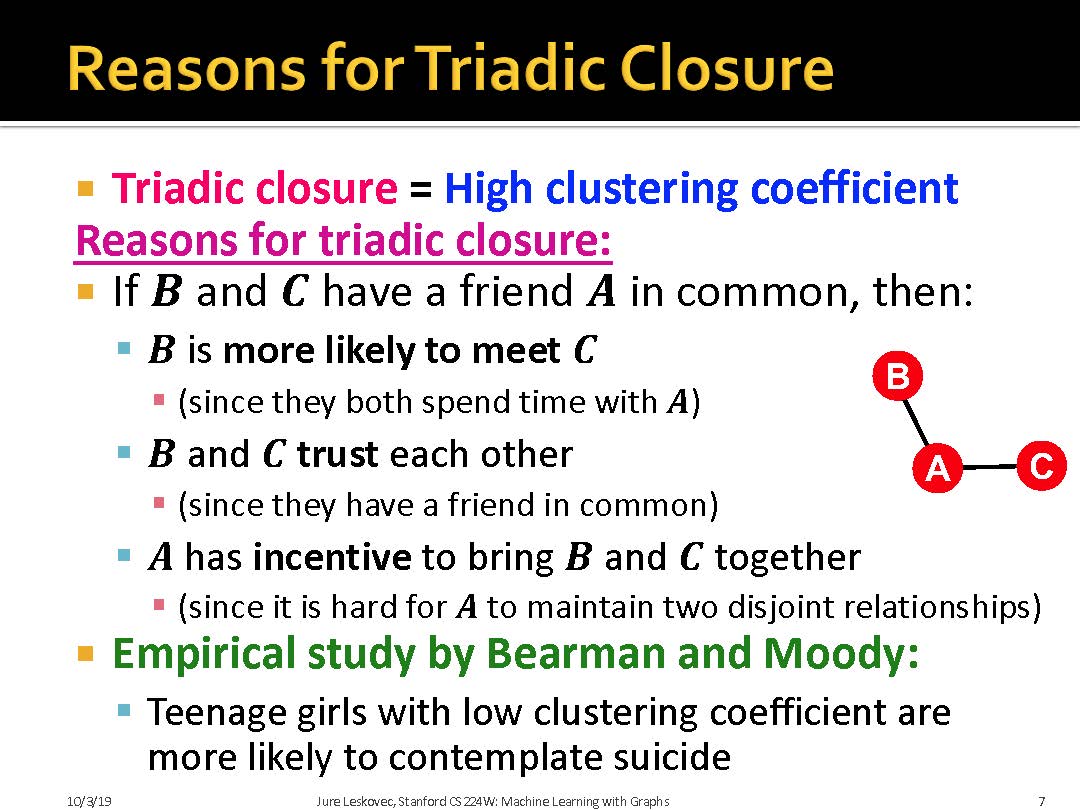 Reasons for Triadic Closure
Triadic closure = High clustering coefficient
Reasons for triadic closure:
If B and C have a friend A in common, then:
B is more likely to meet C
(since they both spend time with A)
B and C trust each other
(since they have a friend in common)
A has incentive to bring B and C together
(since it is hard for A to maintain two disjoint relationships)
B
A
C
Empirical study by Bearman and Moody:
Teenage girls with low clustering coefficient are
more likely to contemplate suicide
10/3/19
Jure Leskovec, Stanford CS224W: Machine Learning with Graphs
7